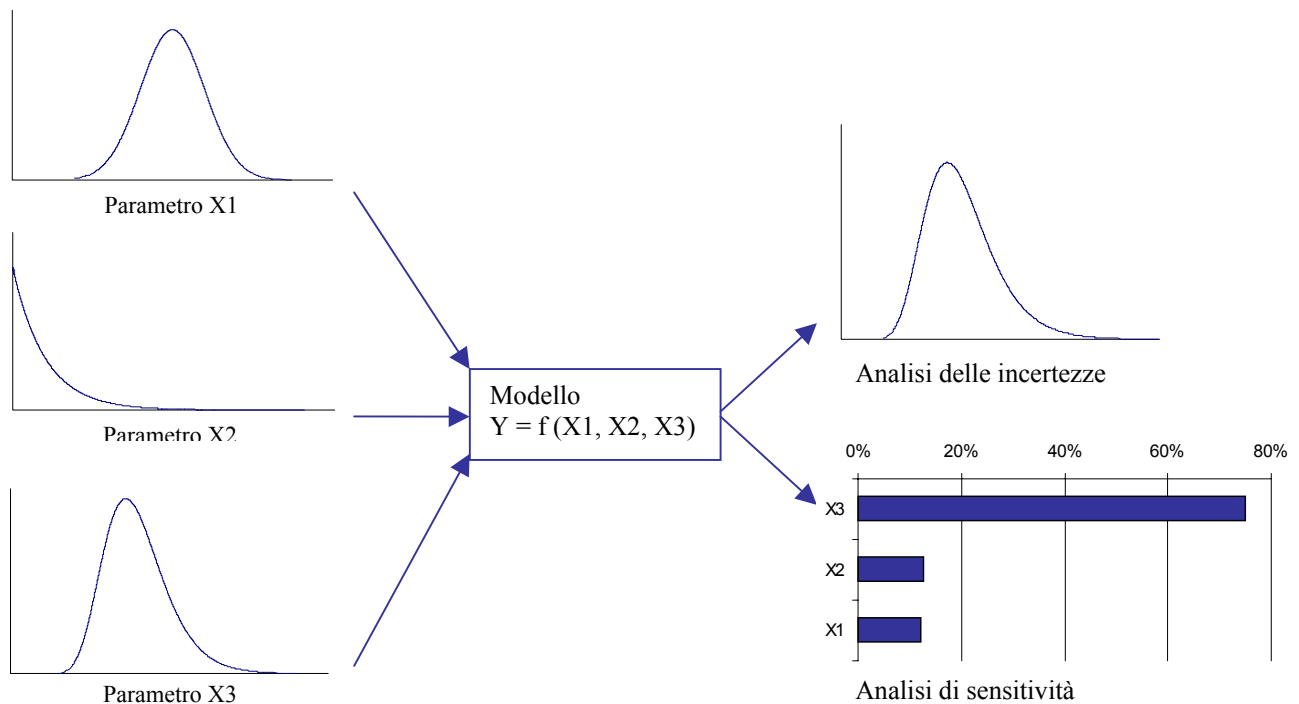 Parametro X1
Parametro X2
Parametro X3
Modello
Y = f (X1, X2, X3)
Analisi delle incertezze
0% 20% 40% 60% 80%
X3
X2
X1
Analisi di sensitività